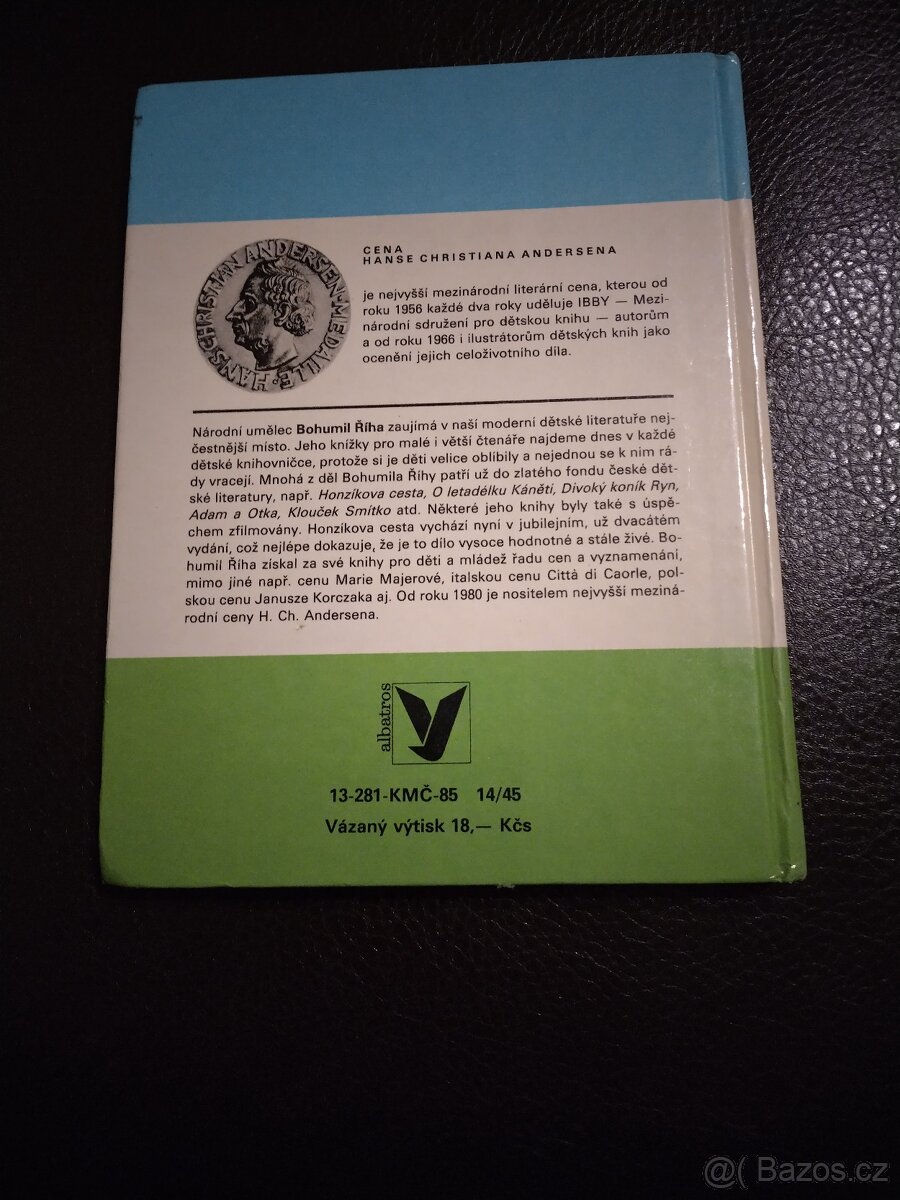 HANS CHRISTIAN ANDERSEN-MEDAILLE
CENA
HANSE CHRISTIANA ANDERSENA
je nejvyšší mezinárodní literární cena, kterou od
roku 1956 každé dva roky uděluje IBBY — Mezi-
národní sdružení pro dětskou knihu — autorům
a od roku 1966 i ilustrátorům dětských knih jako
ocenění jejich celoživotního díla.
Národní umělec Bohumil Říha zaujímá v naší moderní dětské literatuře nej-
čestnější místo. Jeho knížky pro malé i větší čtenáře najdeme dnes v každé
dětské knihovničce, protože si je děti velice oblíbily a nejednou se k nim rá-
dy vracejí. Mnohá z děl Bohumila Říhy patří už do zlatého fondu české dět-
ské literatury, např. Honzíkova cesta, O letadélku Káněti, Divoký koník Ryn,
Adam a Otka, Klouček Smítko atd. Některé jeho knihy byly také s úspě-
chem zfilmovány. Honzíkova cesta vychází nyní v jubilejním, už dvacátém
vydání, což nejlépe dokazuje, že je to dílo vysoce hodnotné a stále živé. Bo-
humil Říha získal za své knihy pro děti a mládež řadu cen a vyznamenání,
mimo jiné např. cenu Marie Majerové, italskou cenu Città di Caorle, pol-
skou cenu Janusze Korczaka aj. Od roku 1980 je nositelem nejvyšší meziná-
rodní ceny H. Ch. Andersena.
albatros
13-281-KMČ-85 14/45
Vázaný výtisk 18,— Kčs
@( Bazos.cz